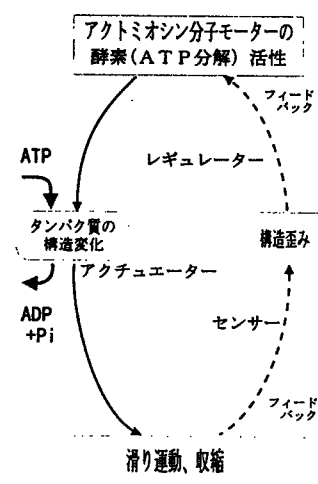 アクトミオシン分子モーターの
酵素(ATP分解)活性
フィード
バック
ATP
レギュレーター
タンパク質の
構造変化
構造歪み
アクチュエーター
ADP
+Pi
センサー
フィード
バック
滑り運動、収縮